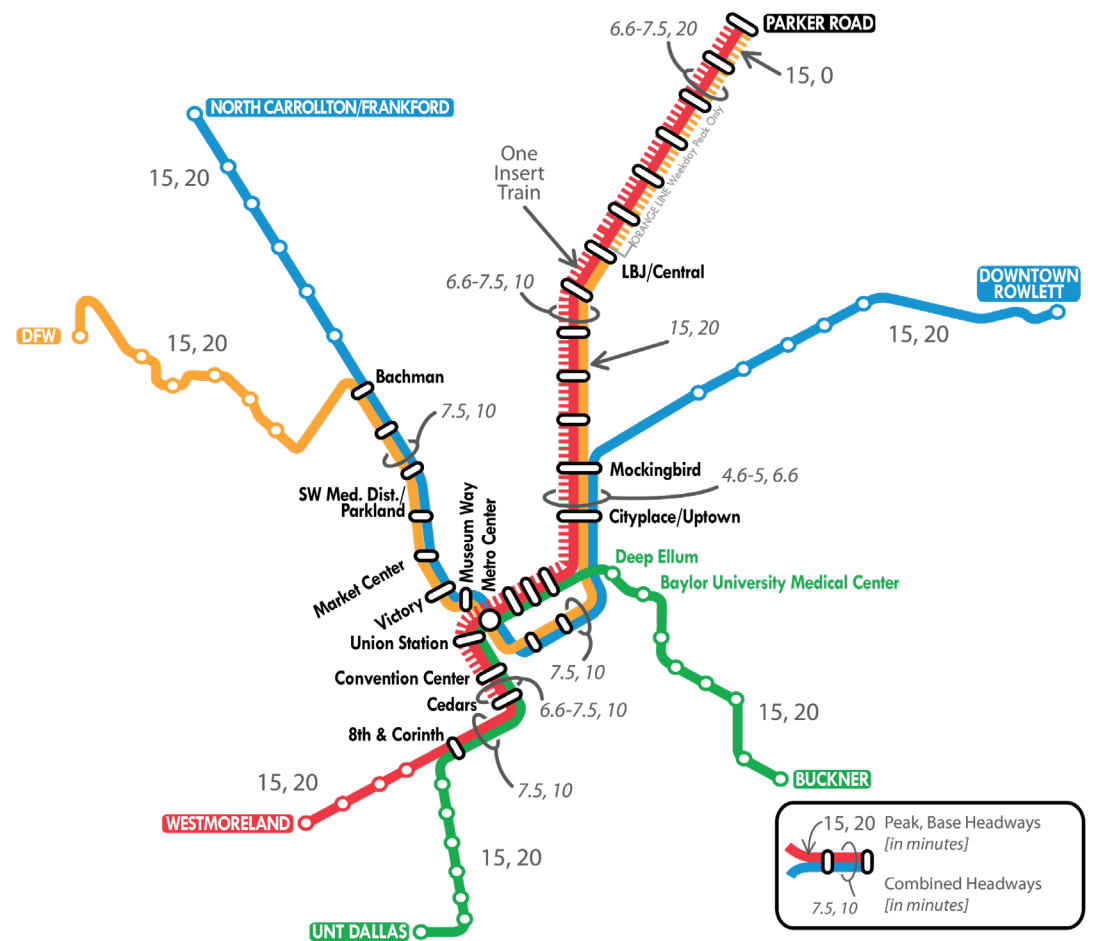 PARKER ROAD
6.6-7.5, 20
15, 0
NORTH CARROLLTON/FRANKFORD
15, 20
One
Insert
Train
ORANGE LINE Weekday Peak Only
LBJ/Central
6.6-7.5, 10
DOWNTOWN
ROWLETT
15, 20
DFW
15, 20
15, 20
Bachman
7.5, 10
Mockingbird
4.6-5, 6.6
SW Med. Dist./
Parkland
Cityplace/Uptown
Museum Way
Metro Center
Deep Ellum
Baylor University Medical Center
Market Center
Victory
Union Station
Convention Center
7.5, 10
Cedars
6.6-7.5, 10
15, 20
8th & Corinth
15, 20
7.5, 10
BUCKNER
WESTMORELAND
15, 20
UNT DALLAS
15, 20
Peak, Base Headways
[in minutes]
Combined Headways
7.5, 10
[in minutes]